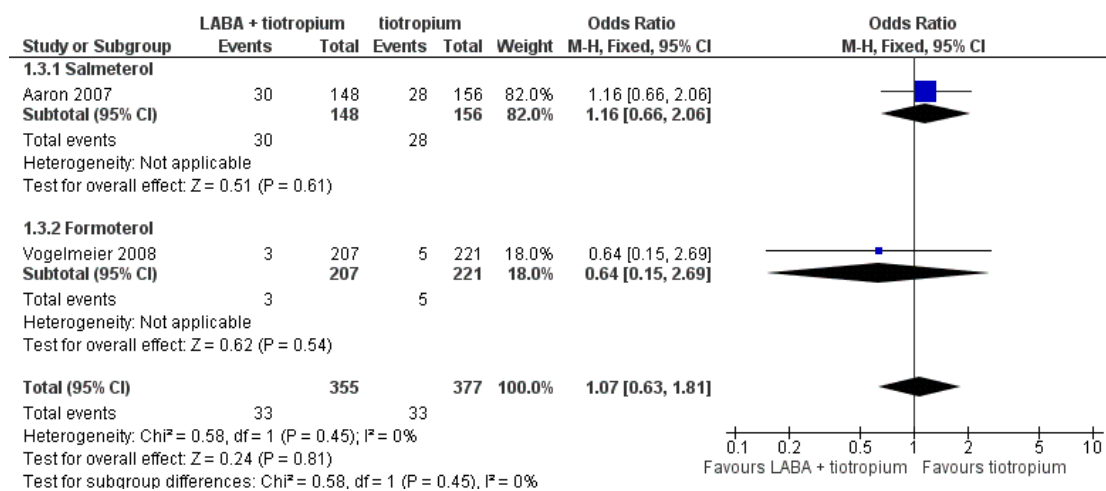 LABA + tiotropium tiotropium Odds Ratio Odds Ratio
Study or Subgroup Events Total Events Total Weight M-H, Fixed, 95% CI M-H, Fixed, 95% CI
1.3.1 Salmeterol
Aaron 2007 30 148 28 156 82.0% 1.16 [0.66, 2.06]
Subtotal (95% CI) 148 156 82.0% 1.16 [0.66, 2.06]
Total events 30 28
Heterogeneity: Not applicable
Test for overall effect: Z = 0.51 (P = 0.61)
1.3.2 Formoterol
Vogelmeier 2008 3 207 5 221 18.0% 0.64 [0.15, 2.69]
Subtotal (95% CI) 207 221 18.0% 0.64 [0.15, 2.69]
Total events 3 5
Heterogeneity: Not applicable
Test for overall effect: Z = 0.62 (P = 0.54)
Total (95% CI) 355 377 100.0% 1.07 [0.63, 1.81]
Total events 33 33
Heterogeneity: Chi² = 0.58, df = 1 (P = 0.45); I² = 0%
Test for overall effect: Z = 0.24 (P = 0.81)
Test for subgroup differences: Chi² = 0.58, df = 1 (P = 0.45), I² = 0%
0.1 0.2 0.5 1 2 5 10
Favours LABA + tiotropium Favours tiotropium